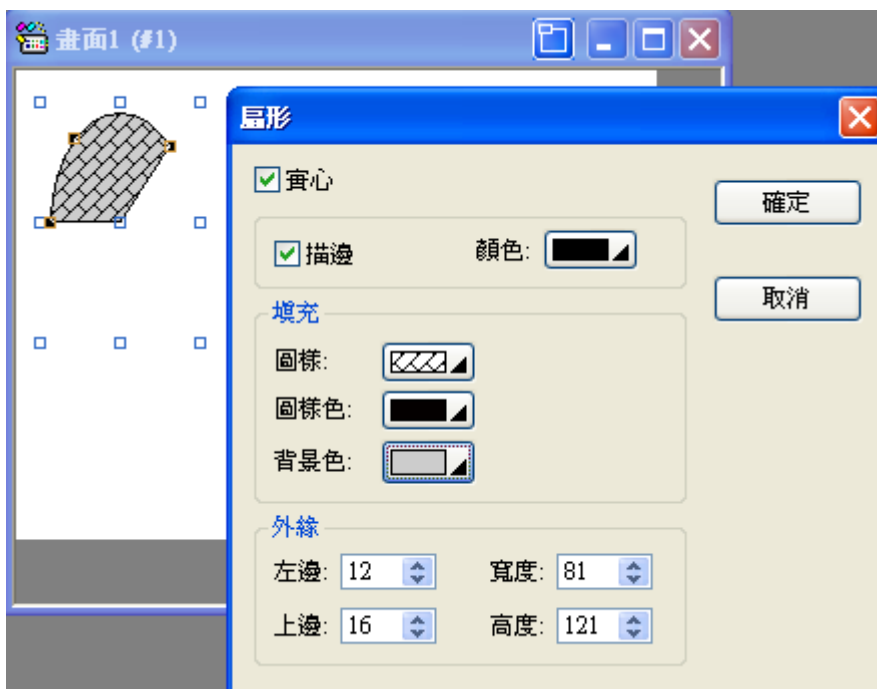 畫面1 (#1)
扇形
實心
確定
描邊 顏色:
取消
填充
圖樣:
圖樣色:
背景色:
外緣
左邊: 12 寬度: 81
上邊: 16 高度: 121